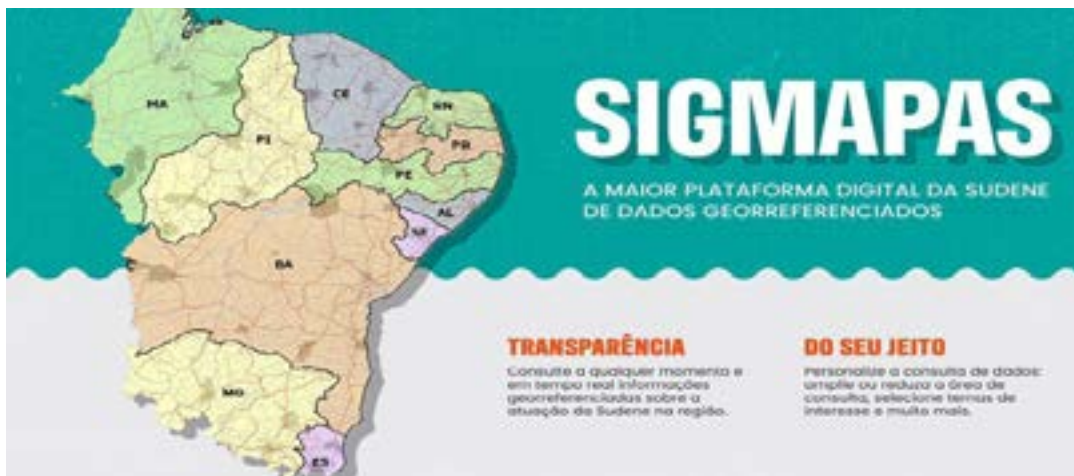 MA
PI
CE
RN
PB
PE
AL
SE
BA
MG
ES
SIGMAPAS
A MAIOR PLATAFORMA DIGITAL DA SUDENE
DE DADOS GEORREFERENCIADOS
TRANSPARÊNCIA
Consulte a qualquer momento e
em tempo real informações
georreferenciadas sobre a
atuação da Sudene na região.
DO SEU JEITO
Personalize a consulta de dados:
amplie ou reduza a área de
consulta, selecione temas de
interesse e muito mais.